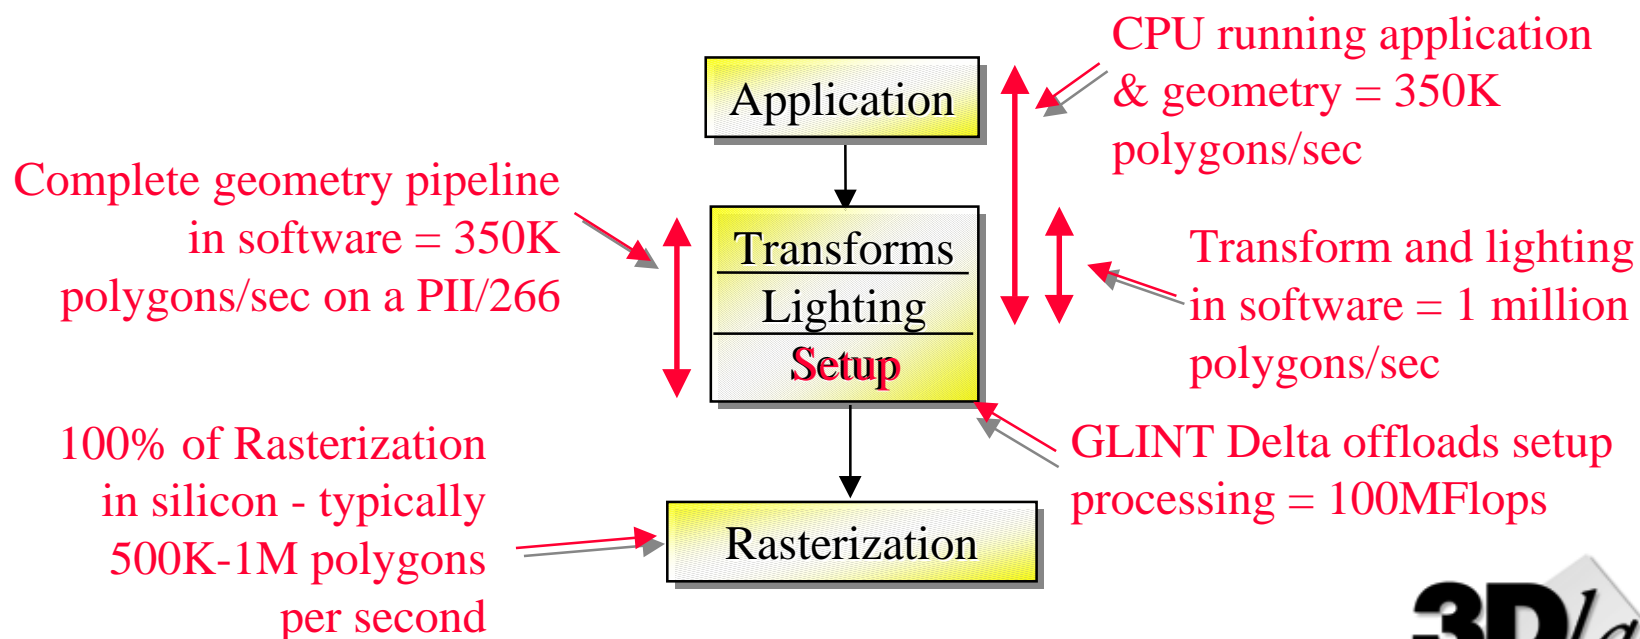 CPU running application
& geometry = 350K
polygons/sec
Application
Complete geometry pipeline
in software = 350K
polygons/sec on a PII/266
Transforms
Lighting
Setup
Transform and lighting
in software = 1 million
polygons/sec
100% of Rasterization
in silicon - typically
500K-1M polygons
per second
GLINT Delta offloads setup
processing = 100MFlops
Rasterization
3Dla